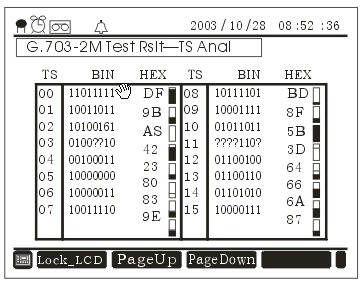 2003/10/28 08:52:36
G.703-2M Test Rslt—TS Anal
TS BIN HEX TS BIN HEX
00 11011111 DF 08 10111101 BD
01 10011011 9B 09 10001111 8F
02 10100161 AS 10 01011011 5B
03 0100??10 42 11 ????110? 3D
04 00100011 23 12 01100100 64
05 10000000 80 13 01100110 66
06 10000011 83 14 01101010 6A
07 10011110 9E 15 10000111 87
Lock_LCD PageUp PageDown